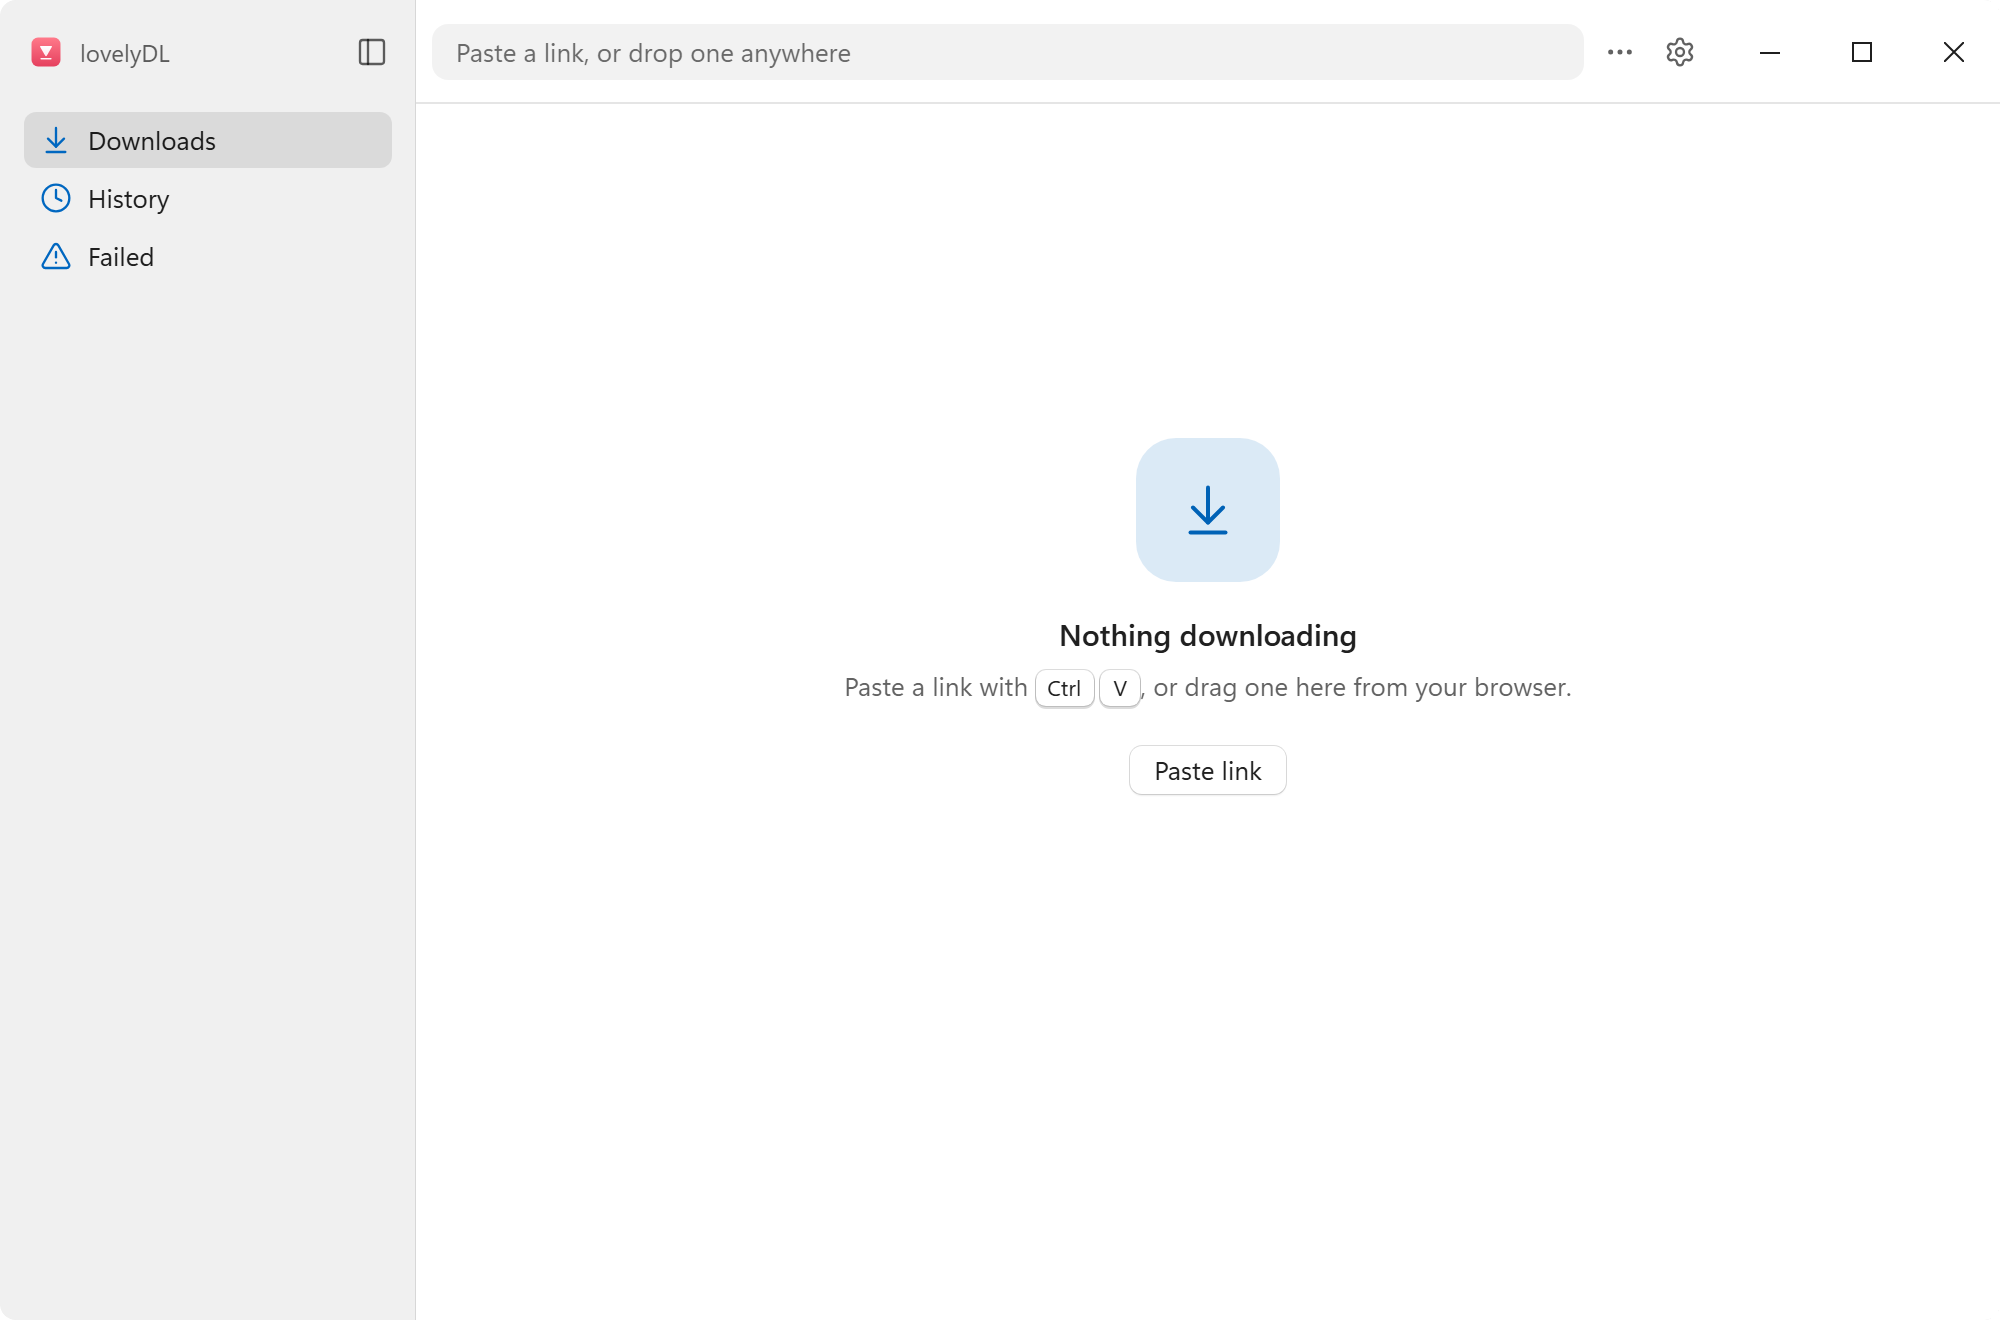 lovelyDL
Paste a link, or drop one anywhere
Downloads
History
Failed
Nothing downloading
Paste a link with Ctrl V, or drag one here from your browser.
Paste link